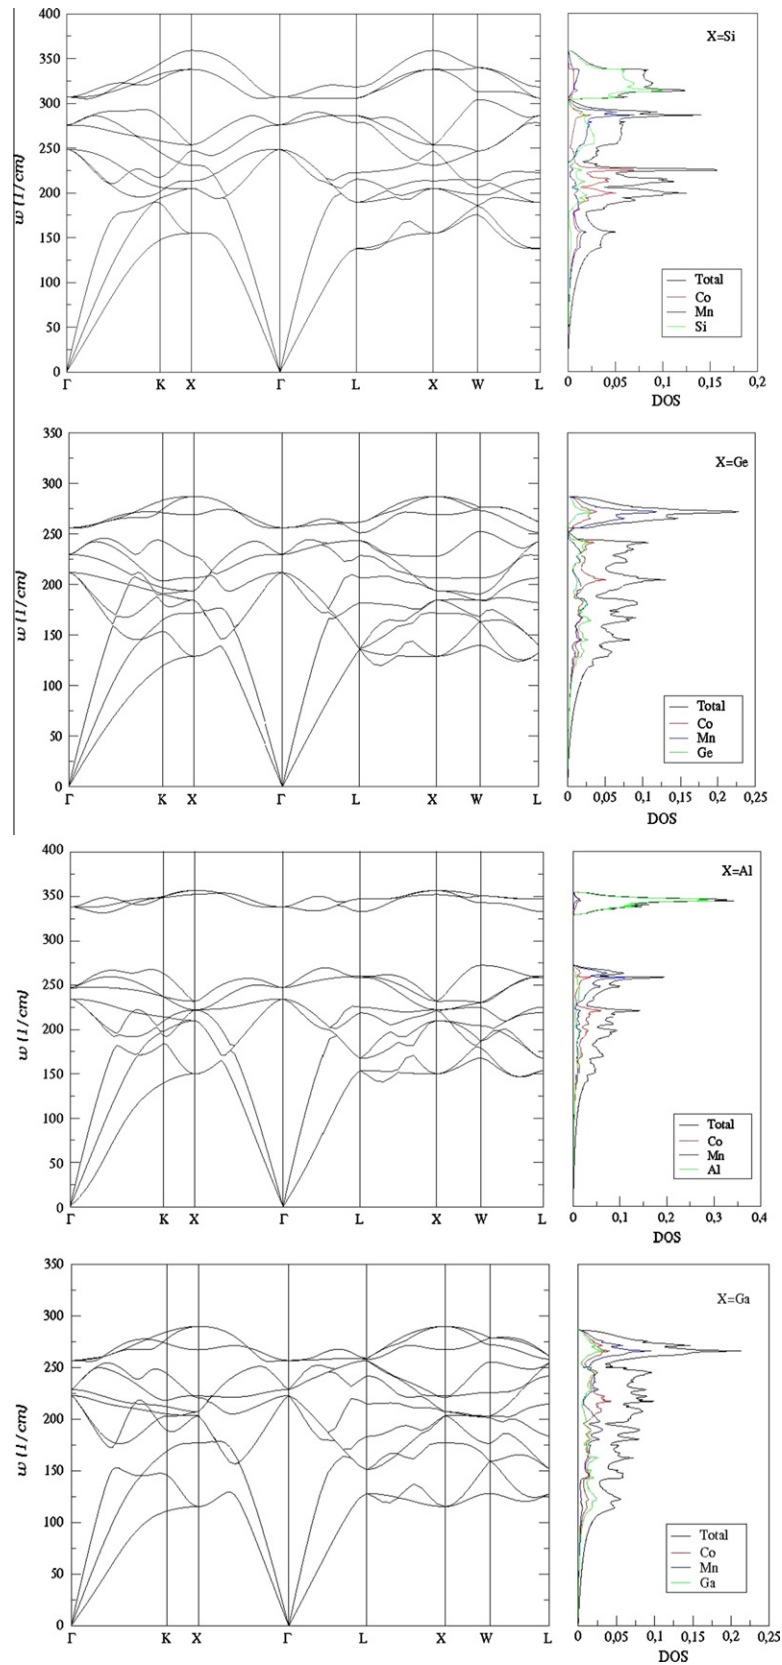 400
350
300
250
200
150
100
50
0
w (1/cm)
Γ K X Γ L X W L
X=Si
Total
Co
Mn
Si
0 0,05 0,1 0,15 0,2
DOS
350
300
250
200
150
100
50
0
w (1/cm)
Γ K X Γ L X W L
X=Ge
Total
Co
Mn
Ge
0 0,05 0,1 0,15 0,2 0,25
DOS
400
350
300
250
200
150
100
50
0
w (1/cm)
Γ K X Γ L X W L
X=Al
Total
Co
Mn
Al
0 0,1 0,2 0,3 0,4
DOS
350
300
250
200
150
100
50
0
w (1/cm)
Γ K X Γ L X W L
X=Ga
Total
Co
Mn
Ga
0 0,05 0,1 0,15 0,2 0,25
DOS